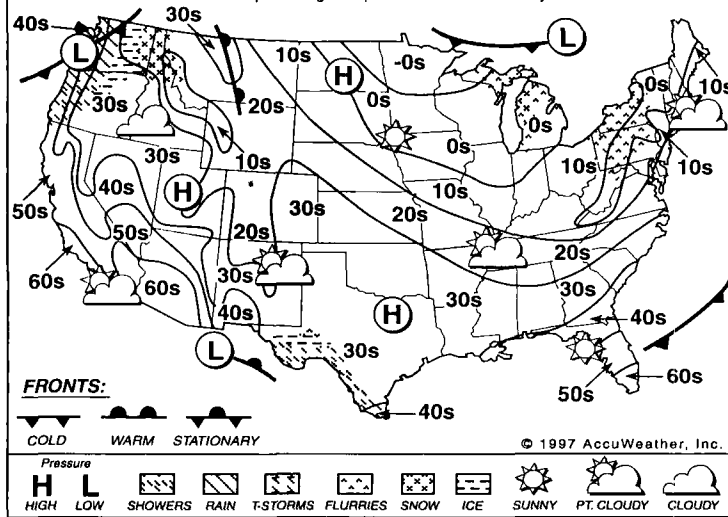 40s 30s
L 10s H -0s L
30s 20s 0s 0s 10s
0s
30s 10s 0s 10s 10s
40s H 10s
50s 20s 30s 20s
50s 20s
60s 60s 30s 30s 30s
40s H 40s
L 30s
50s 60s
40s
FRONTS:
COLD WARM STATIONARY
© 1997 AccuWeather, Inc.
Pressure
H L
HIGH LOW SHOWERS RAIN T-STORMS FLURRIES SNOW ICE SUNNY PT. CLOUDY CLOUDY